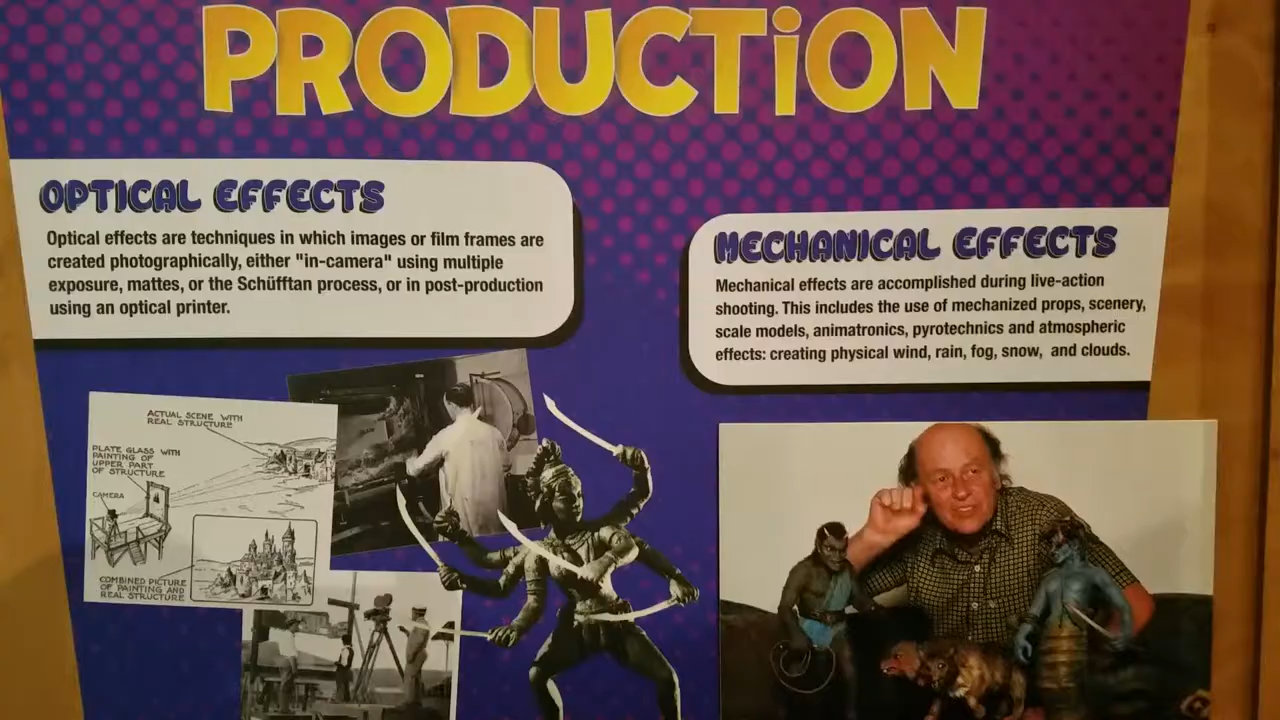 PRODUCTiON
OPTICAL EFFECTS
Optical effects are techniques in which images or film frames are
created photographically, either "in-camera" using multiple
exposure, mattes, or the Schüfftan process, or in post-production
using an optical printer.
MECHANICAL EFFECTS
Mechanical effects are accomplished during live-action
shooting. This includes the use of mechanized props, scenery,
scale models, animatronics, pyrotechnics and atmospheric
effects: creating physical wind, rain, fog, snow, and clouds.
ACTUAL SCENE WITH
REAL STRUCTURE
PLATE GLASS WITH
PAINTING OF
UPPER PART
OF STRUCTURE
CAMERA
COMBINED PICTURE
OF PAINTING AND
REAL STRUCTURE